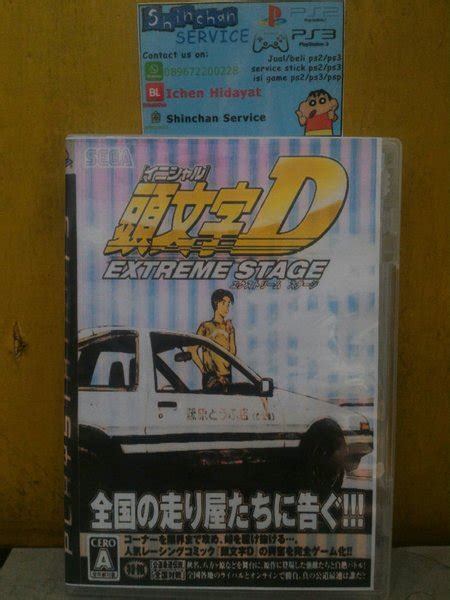 Shinchan
SERVICE
PS2
PS3
Contact us on:
089672200228
Ichen Hidayat
Shinchan Service
Jual/beli ps2/ps3
service stick ps2/ps3
isi game ps2/ps3/psp
SEGA
[イニシャル]
頭文字D
EXTREME STAGE
エクストリーム ステージ
PLAYSTATION 3
藤原とうふ店
全国の走り屋たちに告ぐ!!!
コーナーを限界まで攻め、峠を駆け抜ける…。
人気レーシングコミック『頭文字D』の興奮を完全ゲーム化!!
CERO
A